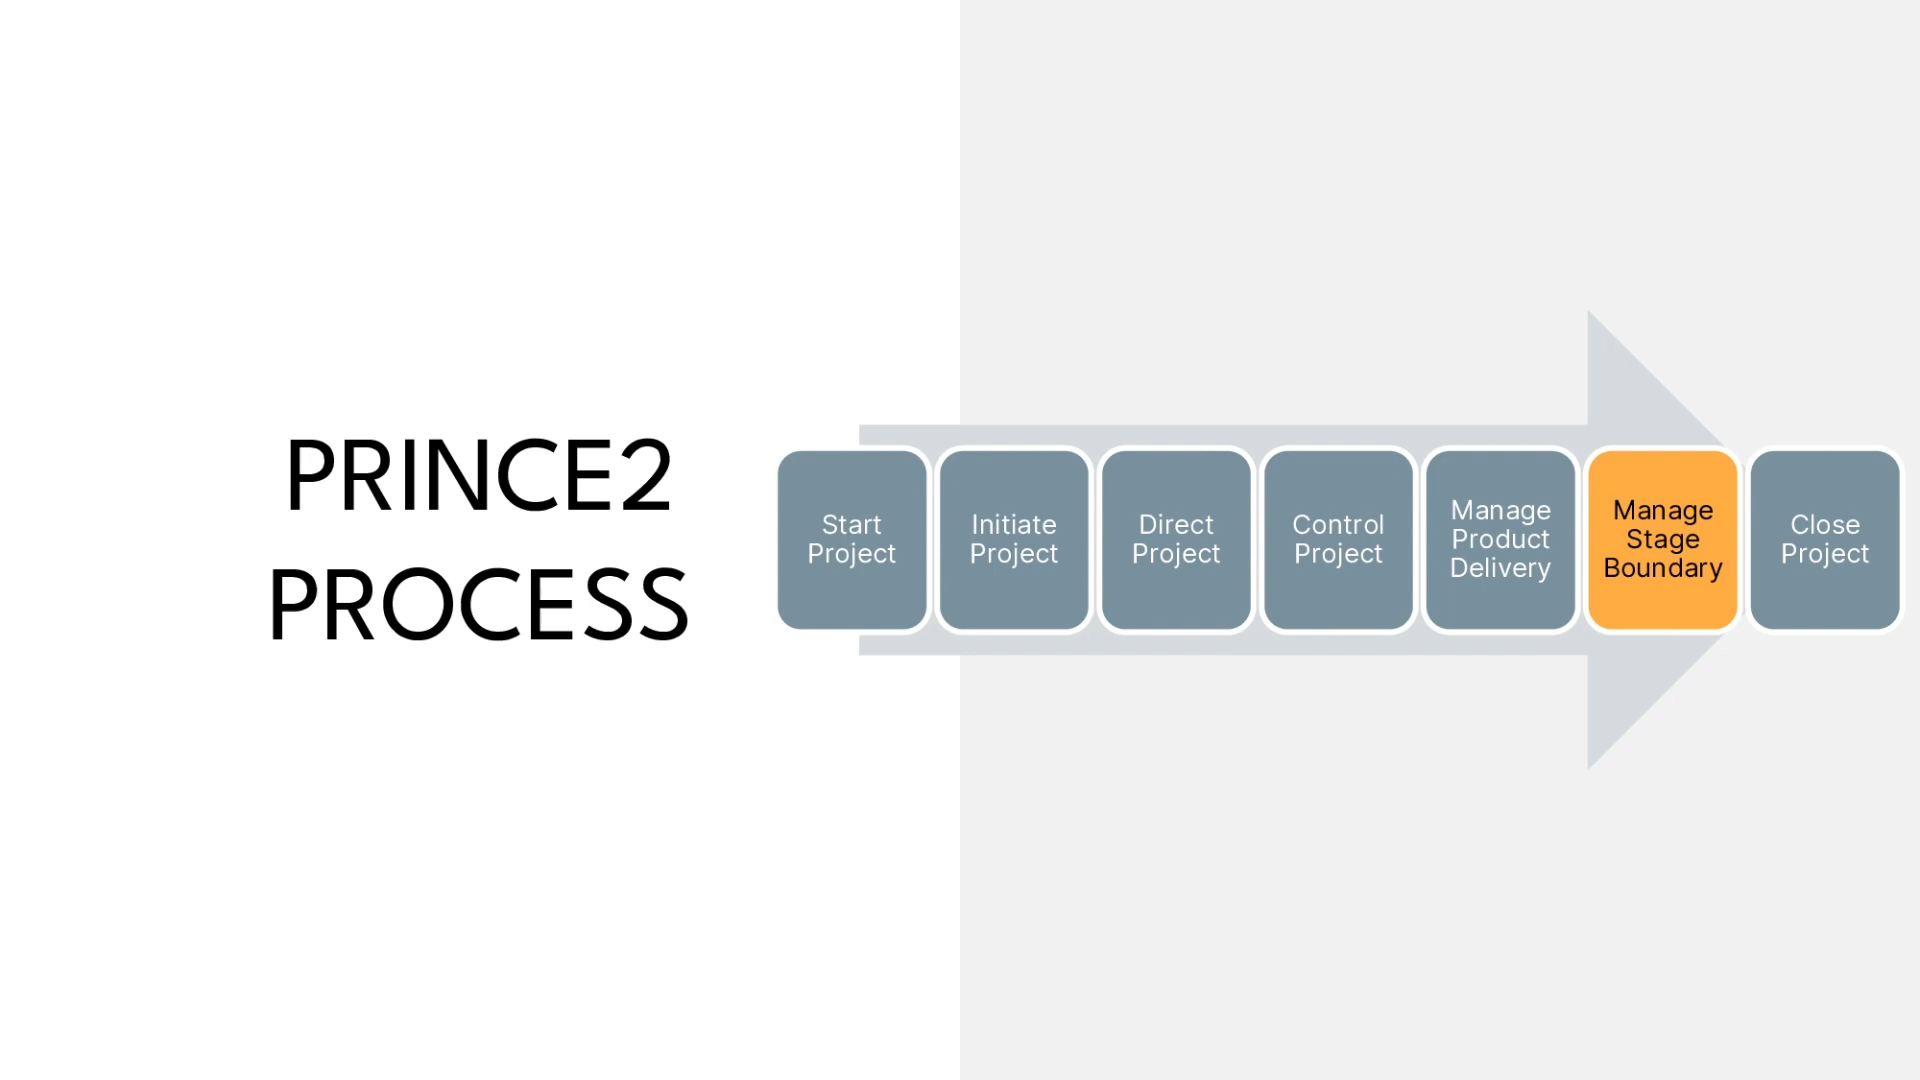 PRINCE2
PROCESS
Start
Project
Initiate
Project
Direct
Project
Control
Project
Manage
Product
Delivery
Manage
Stage
Boundary
Close
Project